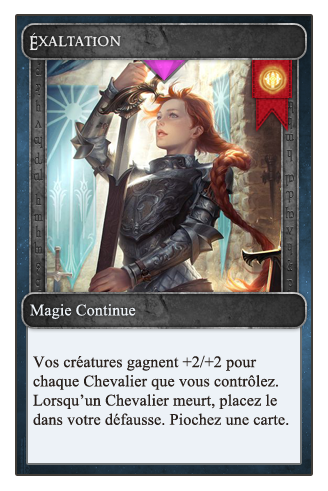 Éxaltation
Magie Continue
Vos créatures gagnent +2/+2 pour
chaque Chevalier que vous contrôlez.
Lorsqu'un Chevalier meurt, placez le
dans votre défausse. Piochez une carte.